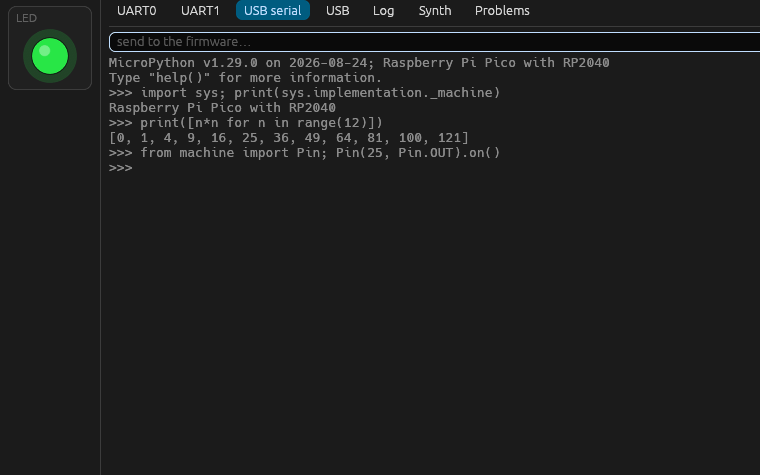 LED
UART0 UART1 USB serial USB Log Synth Problems
send to the firmware…
MicroPython v1.29.0 on 2026-08-24; Raspberry Pi Pico with RP2040
Type "help()" for more information.
>>> import sys; print(sys.implementation._machine)
Raspberry Pi Pico with RP2040
>>> print([n*n for n in range(12)])
[0, 1, 4, 9, 16, 25, 36, 49, 64, 81, 100, 121]
>>> from machine import Pin; Pin(25, Pin.OUT).on()
>>>